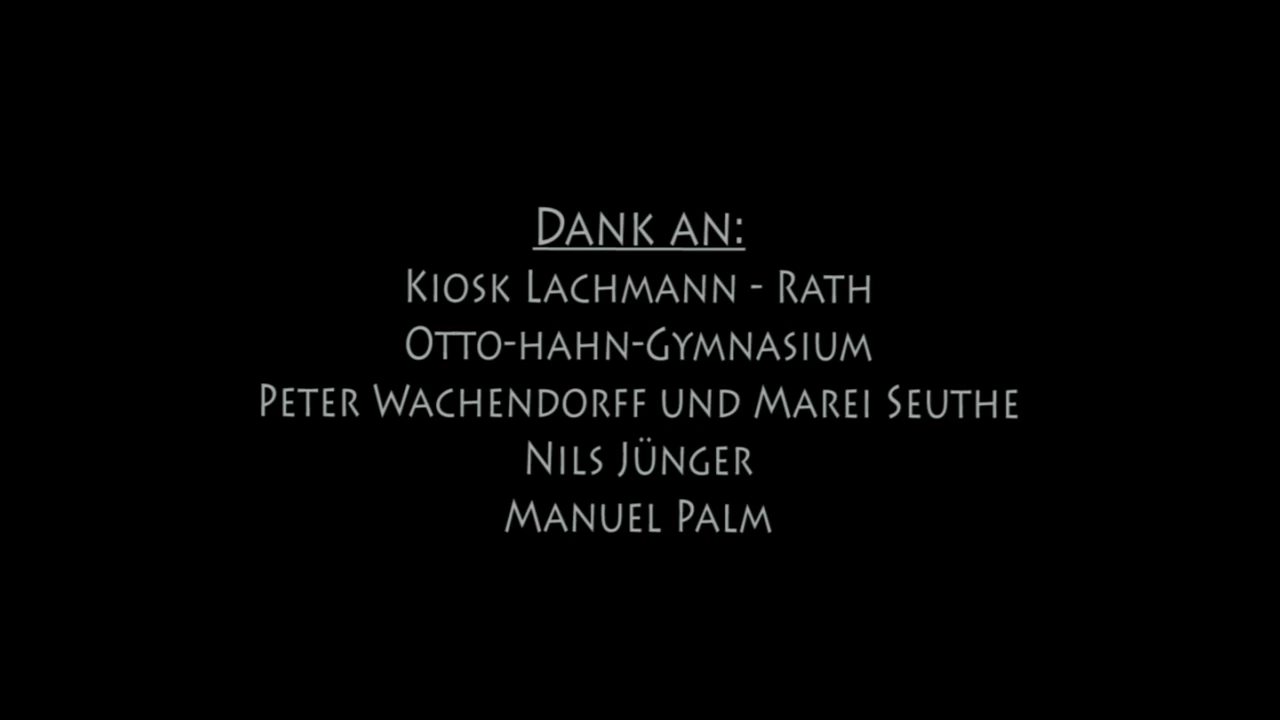 Dank an:
Kiosk Lachmann - Rath
Otto-hahn-Gymnasium
Peter Wachendorff und Marei Seuthe
Nils Jünger
Manuel Palm